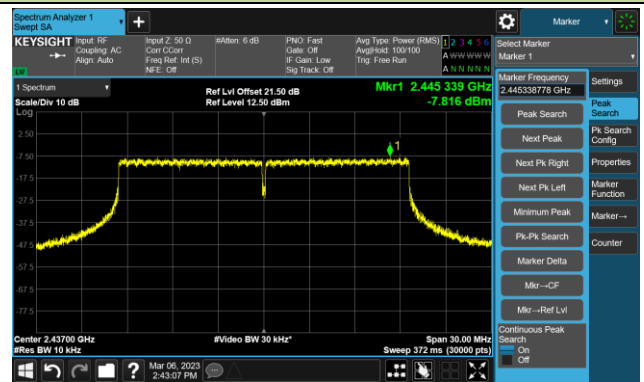 Spectrum Analyzer 1
Swept SA
Marker
KEYSIGHT
Input: RF
Coupling: AC
Align: Auto
Input Z: 50 Ω
Corr CCorr
Freq Ref: Int (S)
NFE: Off
#Atten: 6 dB
PNO: Fast
Gate: Off
IF Gain: Low
Sig Track: Off
Avg Type: Power (RMS)
Avg|Hold: 100/100
Trig: Free Run
1 2 3 4 5 6
A W W W W W
A N N N N N
LW
Select Marker
Marker 1
1 Spectrum
Scale/Div 10 dB
Log
Ref Lvl Offset 21.50 dB
Ref Level 12.50 dBm
Mkr1 2.445 339 GHz
-7.816 dBm
2.50
-7.50
-17.5
-27.5
-37.5
-47.5
-57.5
-67.5
-77.5
1
Center 2.43700 GHz
#Res BW 10 kHz
#Video BW 30 kHz*
Span 30.00 MHz
Sweep 372 ms (30000 pts)
Marker Frequency
2.445338778 GHz
Peak Search
Next Peak
Next Pk Right
Next Pk Left
Minimum Peak
Pk-Pk Search
Marker Delta
Mkr→CF
Mkr→Ref Lvl
Continuous Peak
Search
On
Off
Settings
Peak
Search
Pk Search
Config
Properties
Marker
Function
Marker→
Counter
?
Mar 06, 2023
2:43:07 PM